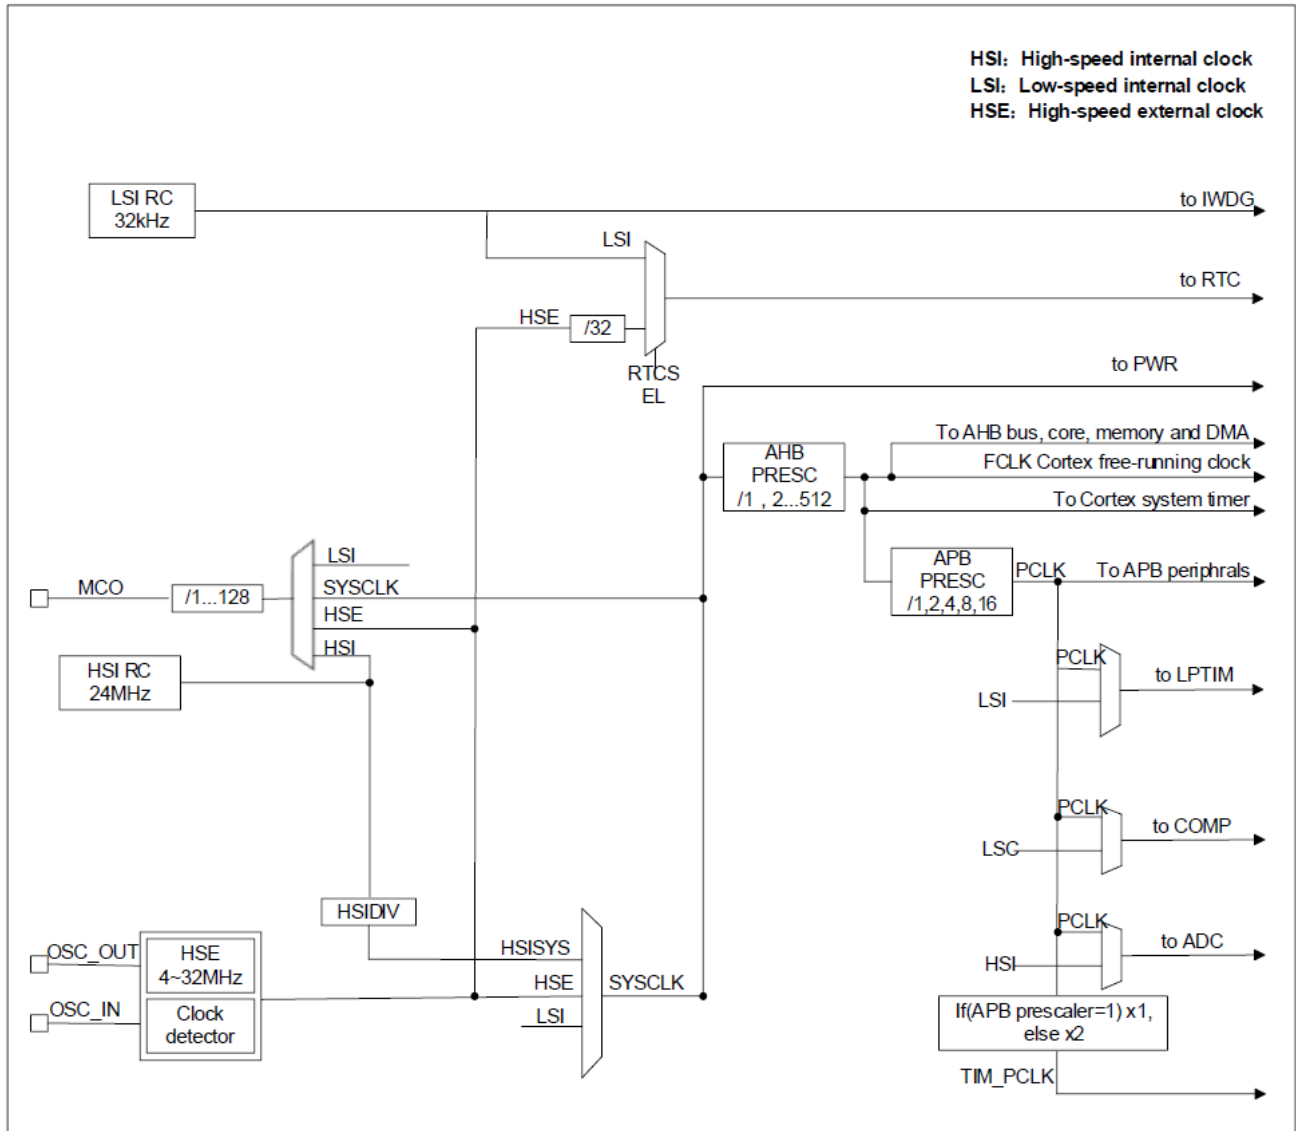 HSI: High-speed internal clock
LSI: Low-speed internal clock
HSE: High-speed external clock
LSI RC
32kHz
to IWDG
LSI
to RTC
HSE
/32
RTCS
EL
to PWR
To AHB bus, core, memory and DMA
AHB
PRESC
/1 , 2...512
FCLK Cortex free-running clock
To Cortex system timer
LSI
APB
PRESC
/1,2,4,8,16
PCLK
To APB periphrals
MCO
/1...128
SYSCLK
HSE
HSI
HSI RC
24MHz
PCLK
to LPTIM
LSI
PCLK
to COMP
LSC
HSIDIV
PCLK
to ADC
HSI
OSC_OUT
HSE
4~32MHz
HSISYS
HSE
SYSCLK
OSC_IN
Clock
detector
LSI
If(APB prescaler=1) x1,
else x2
TIM_PCLK